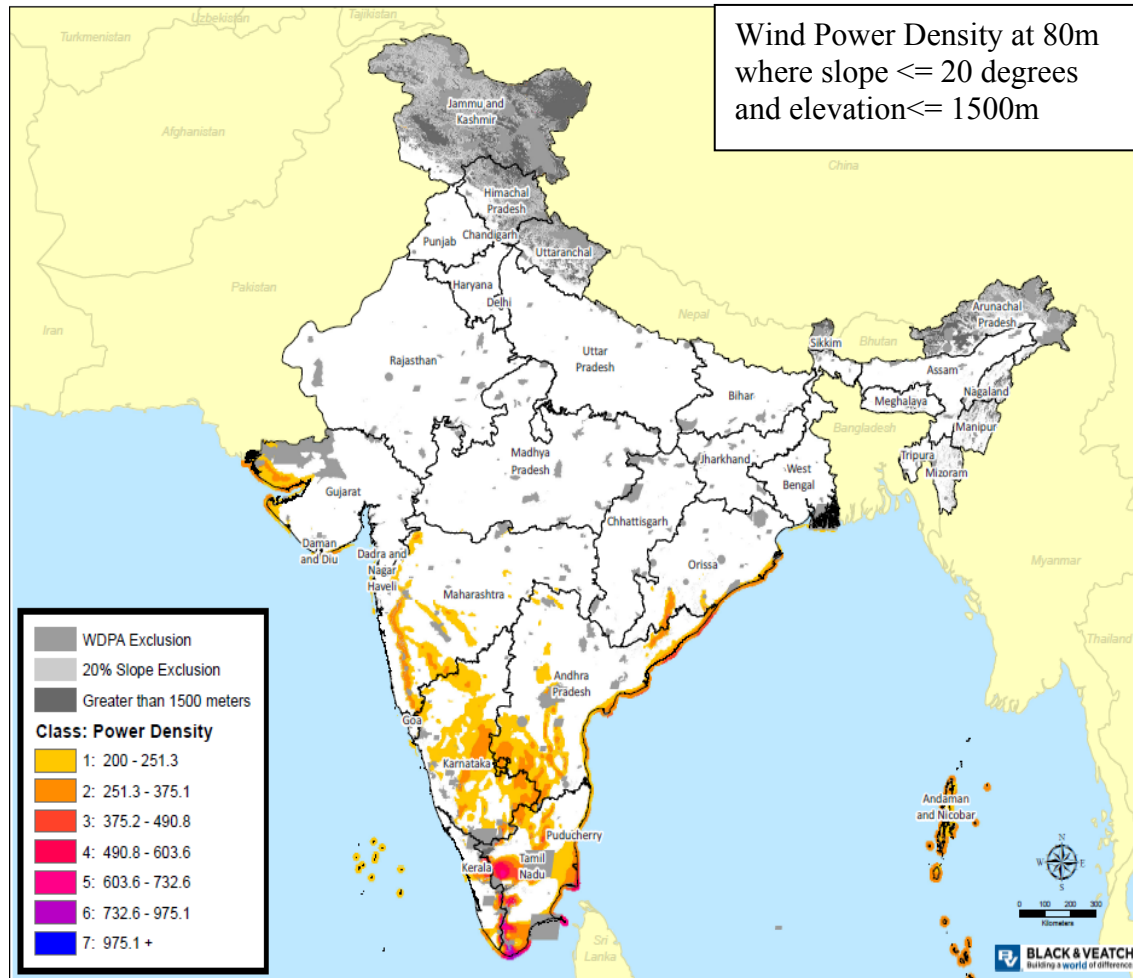 Wind Power Density at 80m
where slope <= 20 degrees
and elevation<= 1500m
Uzbekistan
Tajikistan
Turkmenistan
Afghanistan
China
Jammu and
Kashmir
Himachal
Pradesh
Chandigarh
Punjab
Uttaranchal
Haryana
Delhi
Pakistan
Iran
Nepal
Arunachal
Pradesh
Sikkim
Bhutan
Rajasthan
Uttar
Pradesh
Assam
Nagaland
Bihar
Meghalaya
Manipur
Bangladesh
Madhya
Pradesh
Jharkhand
West
Bengal
Tripura
Mizoram
Gujarat
Chhattisgarh
Myanmar
Daman
and Diu
Dadra and
Nagar
Haveli
Orissa
Maharashtra
Thailand
Andhra
Pradesh
Goa
Karnataka
Andaman
and Nicobar
Puducherry
Kerala
Tamil
Nadu
Sri
Lanka
WDPA Exclusion
20% Slope Exclusion
Greater than 1500 meters
Class: Power Density
1: 200 - 251.3
2: 251.3 - 375.1
3: 375.2 - 490.8
4: 490.8 - 603.6
5: 603.6 - 732.6
6: 732.6 - 975.1
7: 975.1 +
N
W E
S
0 100 200 300
Kilometers
BV BLACK & VEATCH
Building a world of difference